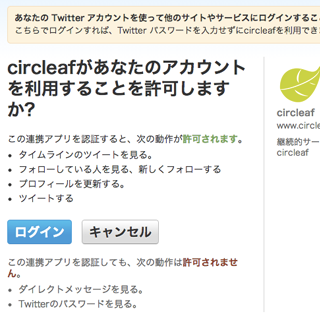 あなたの Twitter アカウントを使って他のサイトやサービスにログインするこ
こちらでログインすれば、Twitter パスワードを入力せずにcircleafを利用でき
circleafがあなたのアカウント
を利用することを許可します
か?
この連携アプリを認証すると、次の動作が許可されます。
• タイムラインのツイートを見る。
• フォローしている人を見る、新しくフォローする
• プロフィールを更新する。
• ツイートする
ログイン
キャンセル
この連携アプリを認証しても、次の動作は許可されませ
ん。
• ダイレクトメッセージを見る。
• Twitterのパスワードを見る。
circleaf
www.circle
継続的サー
circleaf